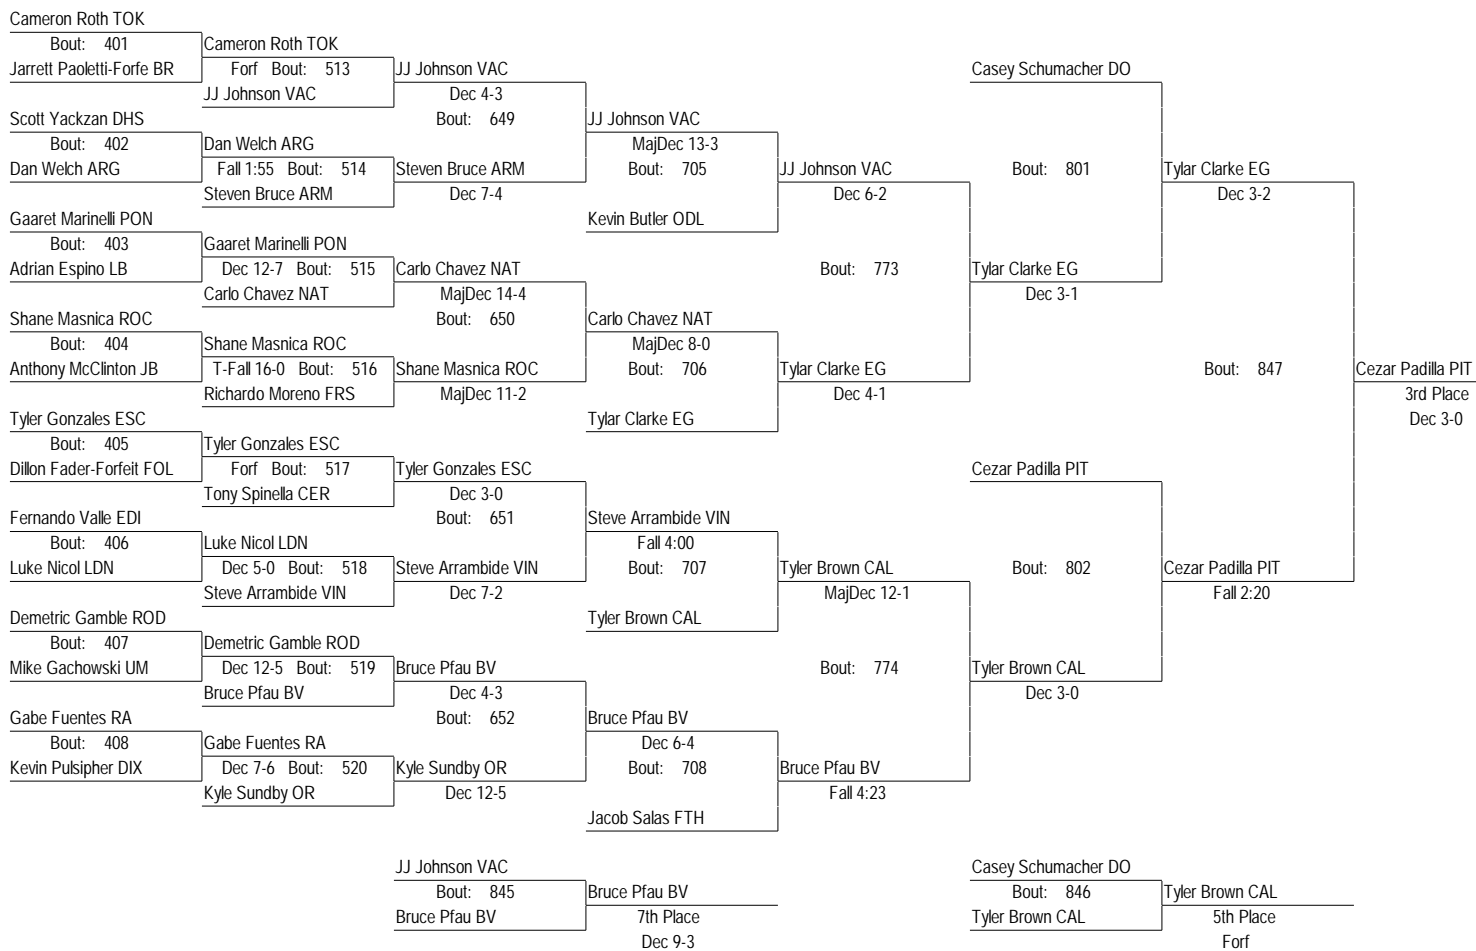 Cameron Roth TOK
Bout: 401
Cameron Roth TOK
Jarrett Paoletti-Forfe BR
Forf Bout: 513
JJ Johnson VAC
Casey Schumacher DO
JJ Johnson VAC
Dec 4-3
Scott Yackzan DHS
Bout: 649
JJ Johnson VAC
Bout: 402
Dan Welch ARG
MajDec 13-3
Dan Welch ARG
Fall 1:55 Bout: 514
Steven Bruce ARM
Bout: 705
JJ Johnson VAC
Bout: 801
Tylar Clarke EG
Steven Bruce ARM
Dec 7-4
Dec 6-2
Dec 3-2
Gaaret Marinelli PON
Kevin Butler ODL
Bout: 403
Gaaret Marinelli PON
Adrian Espino LB
Dec 12-7 Bout: 515
Carlo Chavez NAT
Bout: 773
Tylar Clarke EG
Carlo Chavez NAT
MajDec 14-4
Dec 3-1
Shane Masnica ROC
Bout: 650
Carlo Chavez NAT
Bout: 404
Shane Masnica ROC
MajDec 8-0
Anthony McClinton JB
T-Fall 16-0 Bout: 516
Shane Masnica ROC
Bout: 706
Tylar Clarke EG
Bout: 847
Cezar Padilla PIT
Richardo Moreno FRS
MajDec 11-2
Dec 4-1
3rd Place
Tyler Gonzales ESC
Tylar Clarke EG
Dec 3-0
Bout: 405
Tyler Gonzales ESC
Dillon Fader-Forfeit FOL
Forf Bout: 517
Tyler Gonzales ESC
Cezar Padilla PIT
Tony Spinella CER
Dec 3-0
Fernando Valle EDI
Bout: 651
Steve Arrambide VIN
Bout: 406
Luke Nicol LDN
Fall 4:00
Luke Nicol LDN
Dec 5-0 Bout: 518
Steve Arrambide VIN
Bout: 707
Tyler Brown CAL
Bout: 802
Cezar Padilla PIT
Steve Arrambide VIN
Dec 7-2
MajDec 12-1
Fall 2:20
Demetric Gamble ROD
Tyler Brown CAL
Bout: 407
Demetric Gamble ROD
Mike Gachowski UM
Dec 12-5 Bout: 519
Bruce Pfau BV
Bout: 774
Tyler Brown CAL
Bruce Pfau BV
Dec 4-3
Dec 3-0
Gabe Fuentes RA
Bout: 652
Bruce Pfau BV
Bout: 408
Gabe Fuentes RA
Dec 6-4
Kevin Pulsipher DIX
Dec 7-6 Bout: 520
Kyle Sundby OR
Bout: 708
Bruce Pfau BV
Kyle Sundby OR
Dec 12-5
Fall 4:23
Jacob Salas FTH
JJ Johnson VAC
Casey Schumacher DO
Bout: 845
Bruce Pfau BV
Bout: 846
Tyler Brown CAL
Bruce Pfau BV
7th Place
Tyler Brown CAL
5th Place
Dec 9-3
Forf